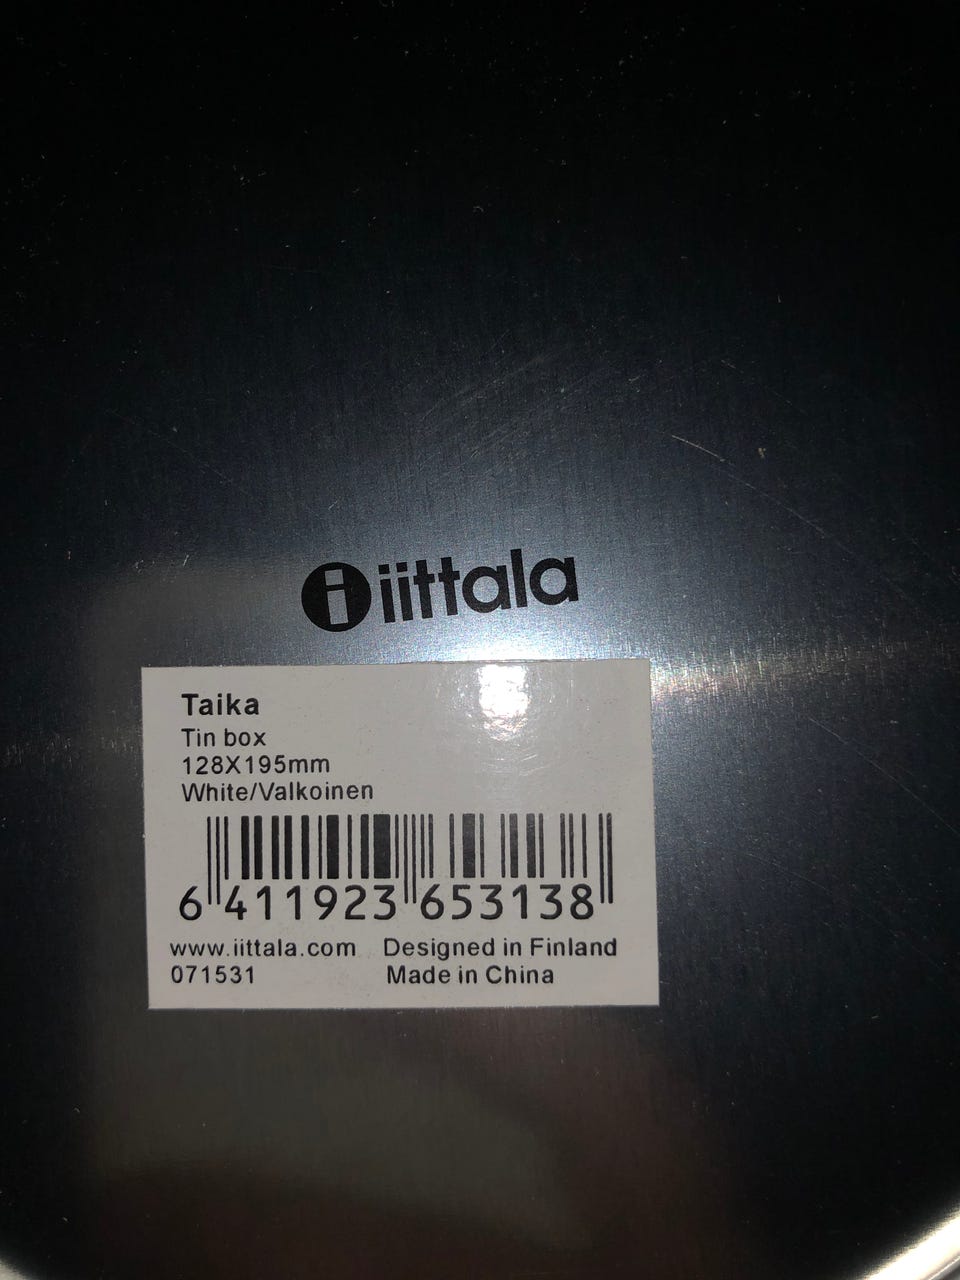 iittala
Taika
Tin box
128X195mm
White/Valkoinen
6 411923 653138
www.iittala.com Designed in Finland
071531 Made in China